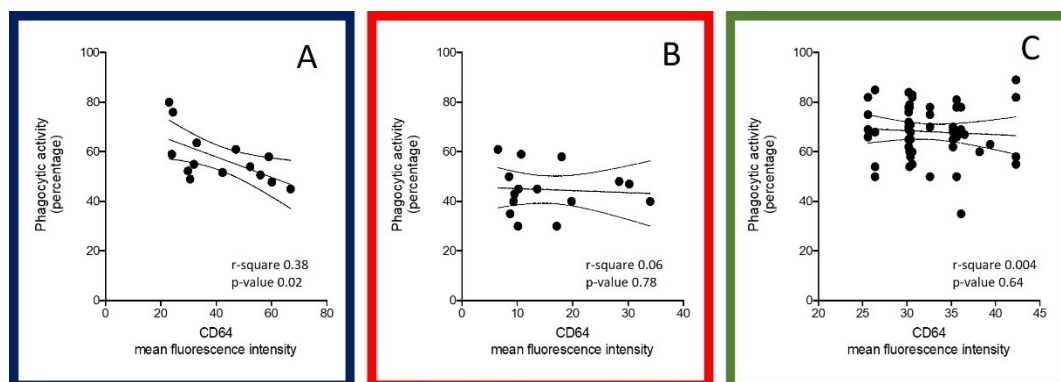 A
100
80
60
40
20
0
Phagocytic activity
(percentage)
r-square 0.38
p-value 0.02
0 20 40 60 80
CD64
mean fluorescence intensity
B
100
80
60
40
20
0
Phagocytic activity
(percentage)
r-square 0.06
p-value 0.78
0 10 20 30 40
CD64
mean fluorescence intensity
C
100
80
60
40
20
0
Phagocytic activity
(percentage)
r-square 0.004
p-value 0.64
20 25 30 35 40 45
CD64
mean fluorescence intensity